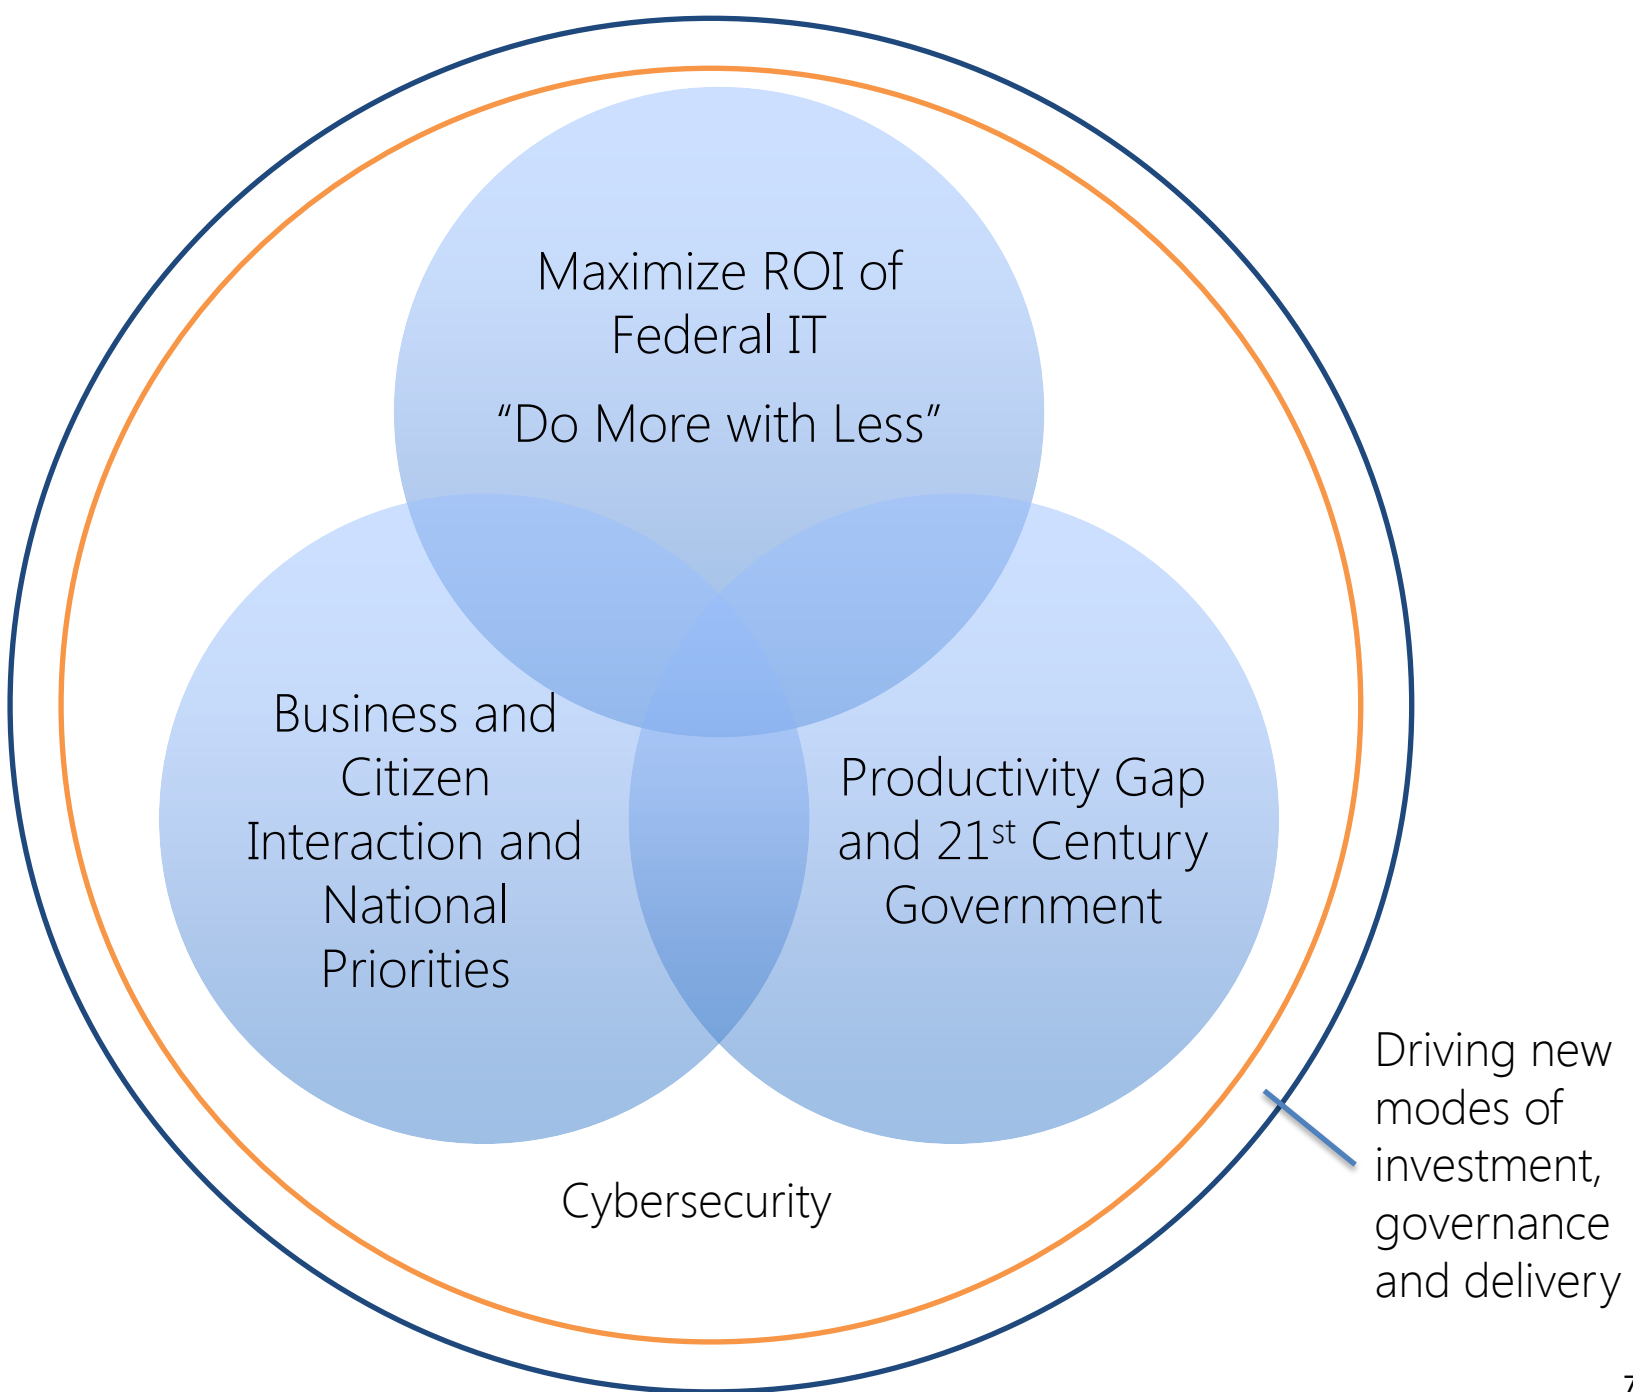 Maximize ROI of
Federal IT
“Do More with Less”
Business and
Citizen
Interaction and
National
Priorities
Productivity Gap
and 21st Century
Government
Cybersecurity
Driving new
modes of
investment,
governance
and delivery
7